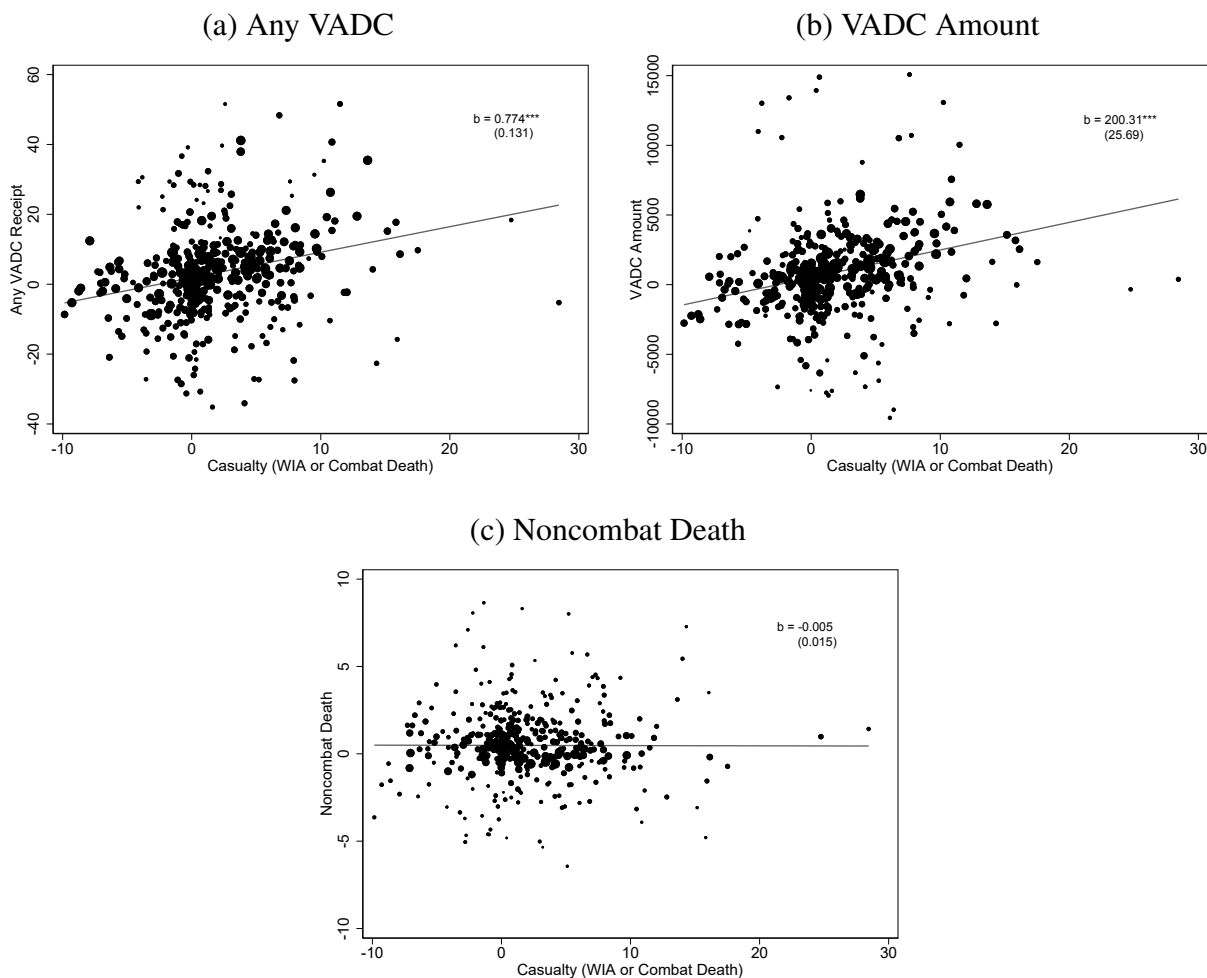 (a) Any VADC
60
40
20
0
-20
-40
Any VADC Receipt
b = 0.774***
(0.131)
-10
0
10
20
30
Casualty (WIA or Combat Death)
(b) VADC Amount
15000
10000
5000
0
-5000
-10000
VADC Amount
b = 200.31***
(25.69)
-10
0
10
20
30
Casualty (WIA or Combat Death)
(c) Noncombat Death
10
5
0
-5
-10
Noncombat Death
b = -0.005
(0.015)
-10
0
10
20
30
Casualty (WIA or Combat Death)